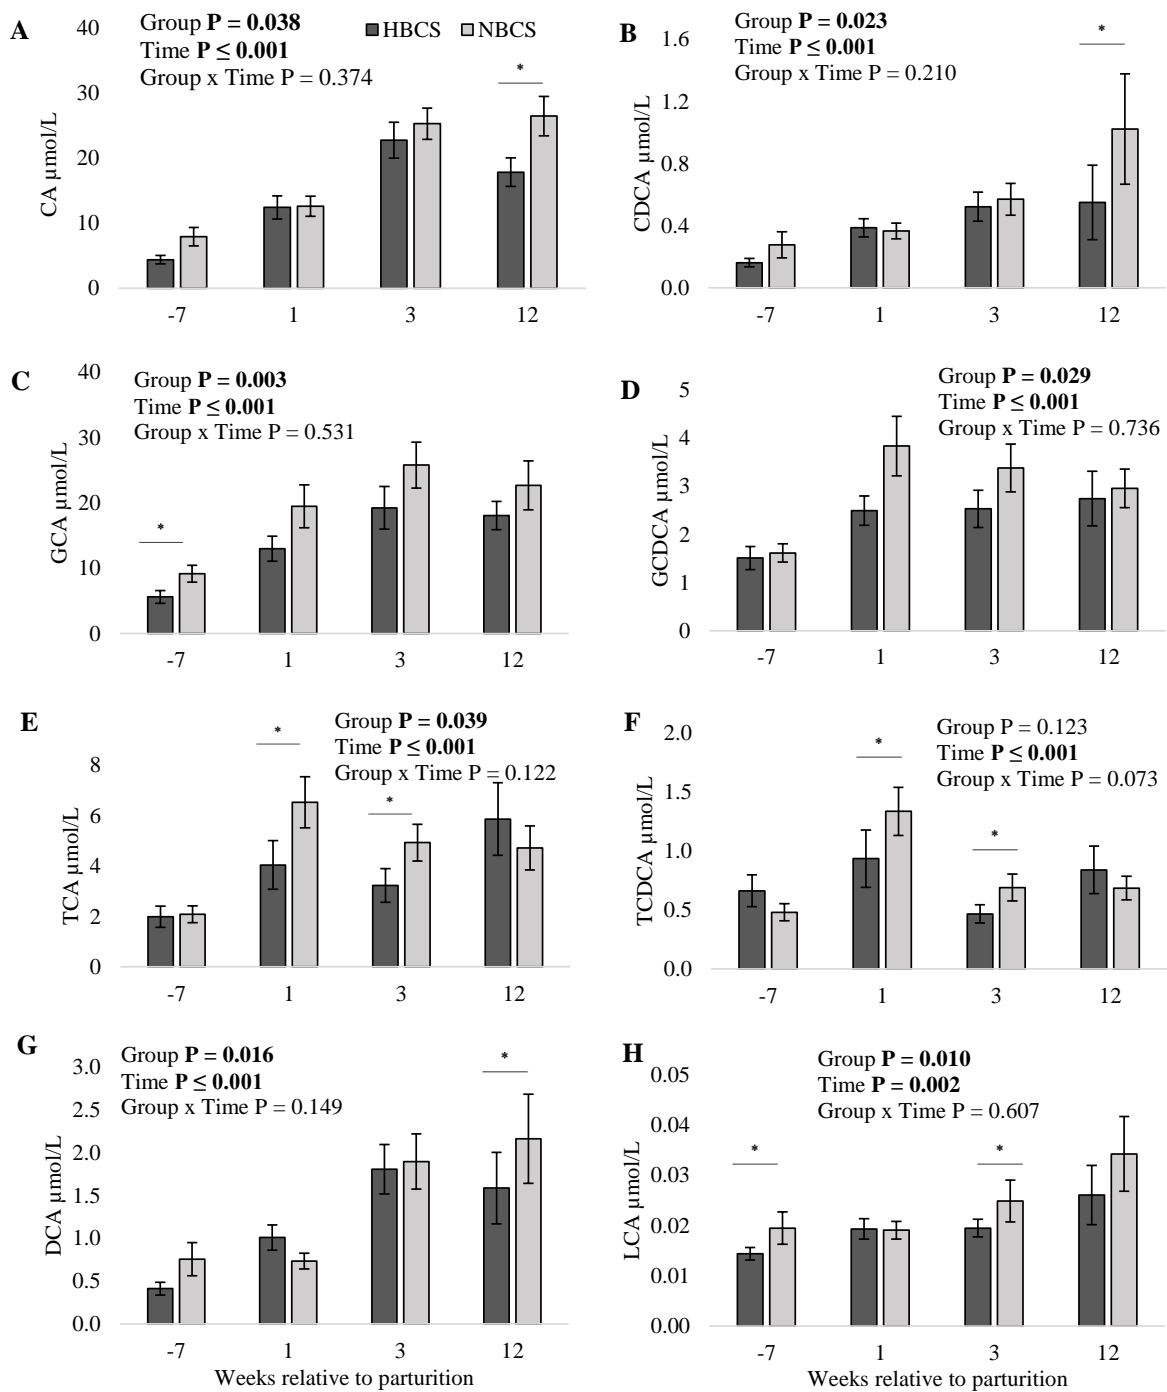 A
Group P = 0.038
Time P ≤ 0.001
Group x Time P = 0.374
HBCS NBCS
*
CA µmol/L
40
30
20
10
0
-7 1 3 12
B
Group P = 0.023
Time P ≤ 0.001
Group x Time P = 0.210
*
CDCA µmol/L
1.6
1.2
0.8
0.4
0.0
-7 1 3 12
C
Group P = 0.003
Time P ≤ 0.001
Group x Time P = 0.531
*
GCA µmol/L
40
30
20
10
0
-7 1 3 12
D
Group P = 0.029
Time P ≤ 0.001
Group x Time P = 0.736
GCDCA µmol/L
5
4
3
2
1
0
-7 1 3 12
E
Group P = 0.039
Time P ≤ 0.001
Group x Time P = 0.122
*
*
TCA µmol/L
8
6
4
2
0
-7 1 3 12
F
Group P = 0.123
Time P ≤ 0.001
Group x Time P = 0.073
*
*
TCDCA µmol/L
2.0
1.5
1.0
0.5
0.0
-7 1 3 12
G
Group P = 0.016
Time P ≤ 0.001
Group x Time P = 0.149
*
DCA µmol/L
3.0
2.5
2.0
1.5
1.0
0.5
0.0
-7 1 3 12
Weeks relative to parturition
H
Group P = 0.010
Time P = 0.002
Group x Time P = 0.607
* *
LCA µmol/L
0.05
0.04
0.03
0.02
0.01
0.00
-7 1 3 12
Weeks relative to parturition